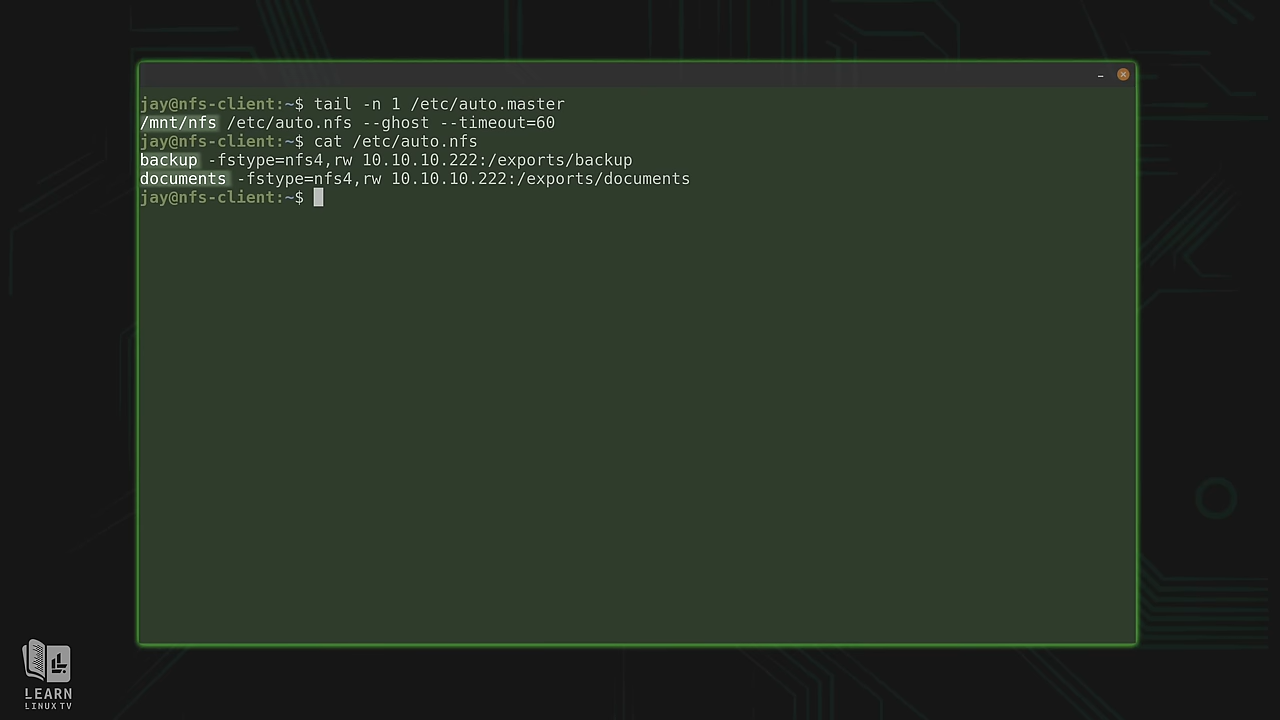 jay@nfs-client:~$ tail -n 1 /etc/auto.master
/mnt/nfs /etc/auto.nfs --ghost --timeout=60
jay@nfs-client:~$ cat /etc/auto.nfs
backup -fstype=nfs4,rw 10.10.10.222:/exports/backup
documents -fstype=nfs4,rw 10.10.10.222:/exports/documents
jay@nfs-client:~$
LEARN
LINUX TV